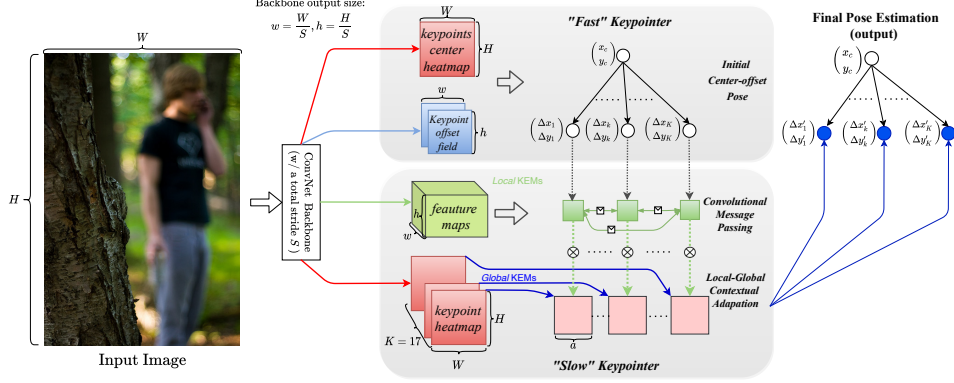 Backbone output size:
w = W/S, h = H/S
W
H
Input Image
ConvNet Backbone
(w/ a total stride S)
"Fast" Keypointer
W
keypoints
center
heatmap
H
w
Keypoint
offset
field
h
(x_c
y_c)
Initial
Center-offset
Pose
........
(Δx_1
Δy_1)
(Δx_k
Δy_k)
(Δx_K
Δy_K)
Local KEMs
feauture
maps
h
w
Convolutional
Message
Passing
Global KEMs
Local-Global
Contextual
Adapation
keypoint
heatmap
H
W
K = 17
a
"Slow" Keypointer
Final Pose Estimation
(output)
(x_c
y_c)
(Δx'_1
Δy'_1)
(Δx'_k
Δy'_k)
(Δx'_K
Δy'_K)